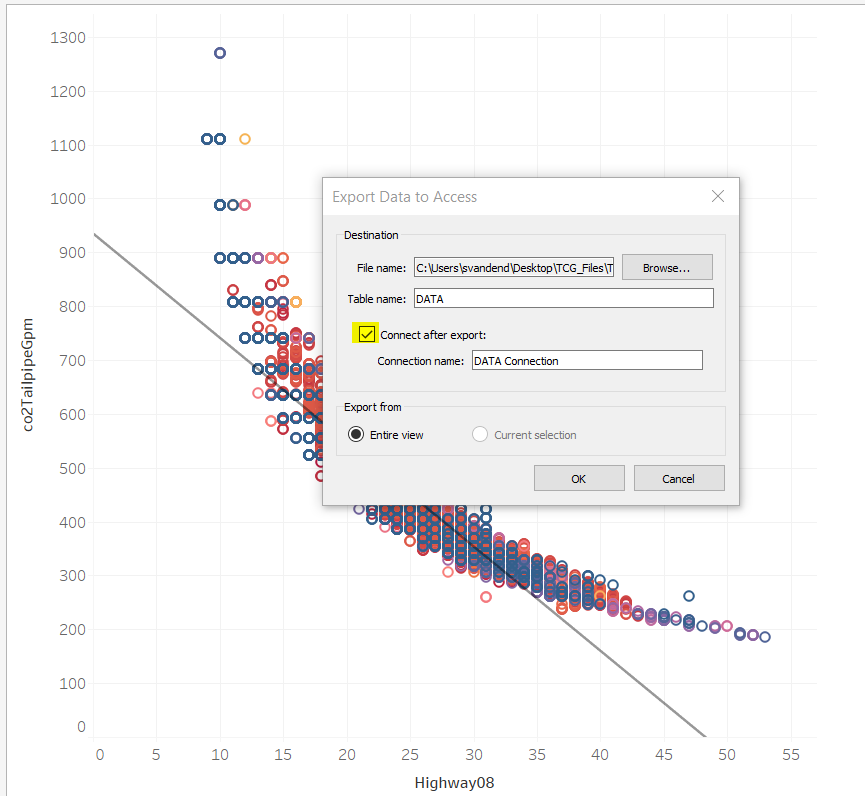 1300
1200
1100
1000
900
800
700
600
500
400
300
200
100
0
co2TailpipeGpm
Export Data to Access
Destination
File name: C:\Users\svandend\Desktop\TCG_Files\T Browse...
Table name: DATA
Connect after export:
Connection name: DATA Connection
Export from
Entire view Current selection
OK Cancel
0 5 10 15 20 25 30 35 40 45 50 55
Highway08